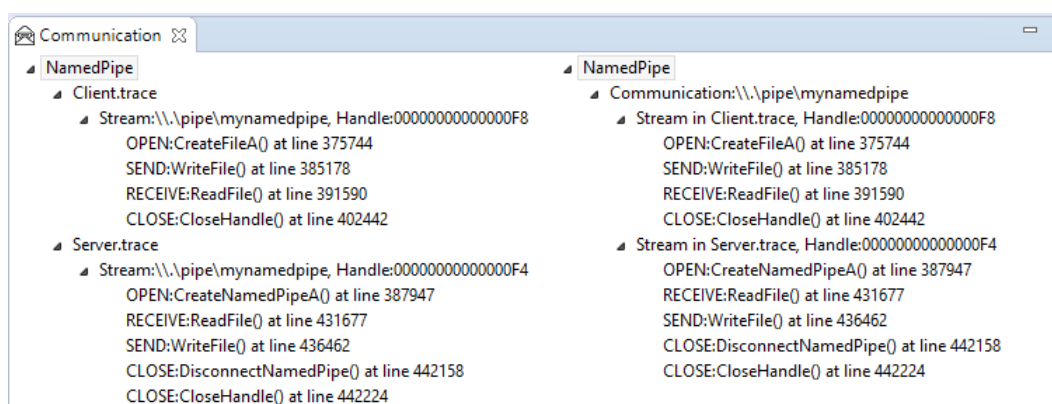 Communication
NamedPipe
Client.trace
Stream:\\.\pipe\mynamedpipe, Handle:00000000000000F8
OPEN:CreateFileA() at line 375744
SEND:WriteFile() at line 385178
RECEIVE:ReadFile() at line 391590
CLOSE:CloseHandle() at line 402442
Server.trace
Stream:\\.\pipe\mynamedpipe, Handle:00000000000000F4
OPEN:CreateNamedPipeA() at line 387947
RECEIVE:ReadFile() at line 431677
SEND:WriteFile() at line 436462
CLOSE:DisconnectNamedPipe() at line 442158
CLOSE:CloseHandle() at line 442224
NamedPipe
Communication:\\.\pipe\mynamedpipe
Stream in Client.trace, Handle:00000000000000F8
OPEN:CreateFileA() at line 375744
SEND:WriteFile() at line 385178
RECEIVE:ReadFile() at line 391590
CLOSE:CloseHandle() at line 402442
Stream in Server.trace, Handle:00000000000000F4
OPEN:CreateNamedPipeA() at line 387947
RECEIVE:ReadFile() at line 431677
SEND:WriteFile() at line 436462
CLOSE:DisconnectNamedPipe() at line 442158
CLOSE:CloseHandle() at line 442224